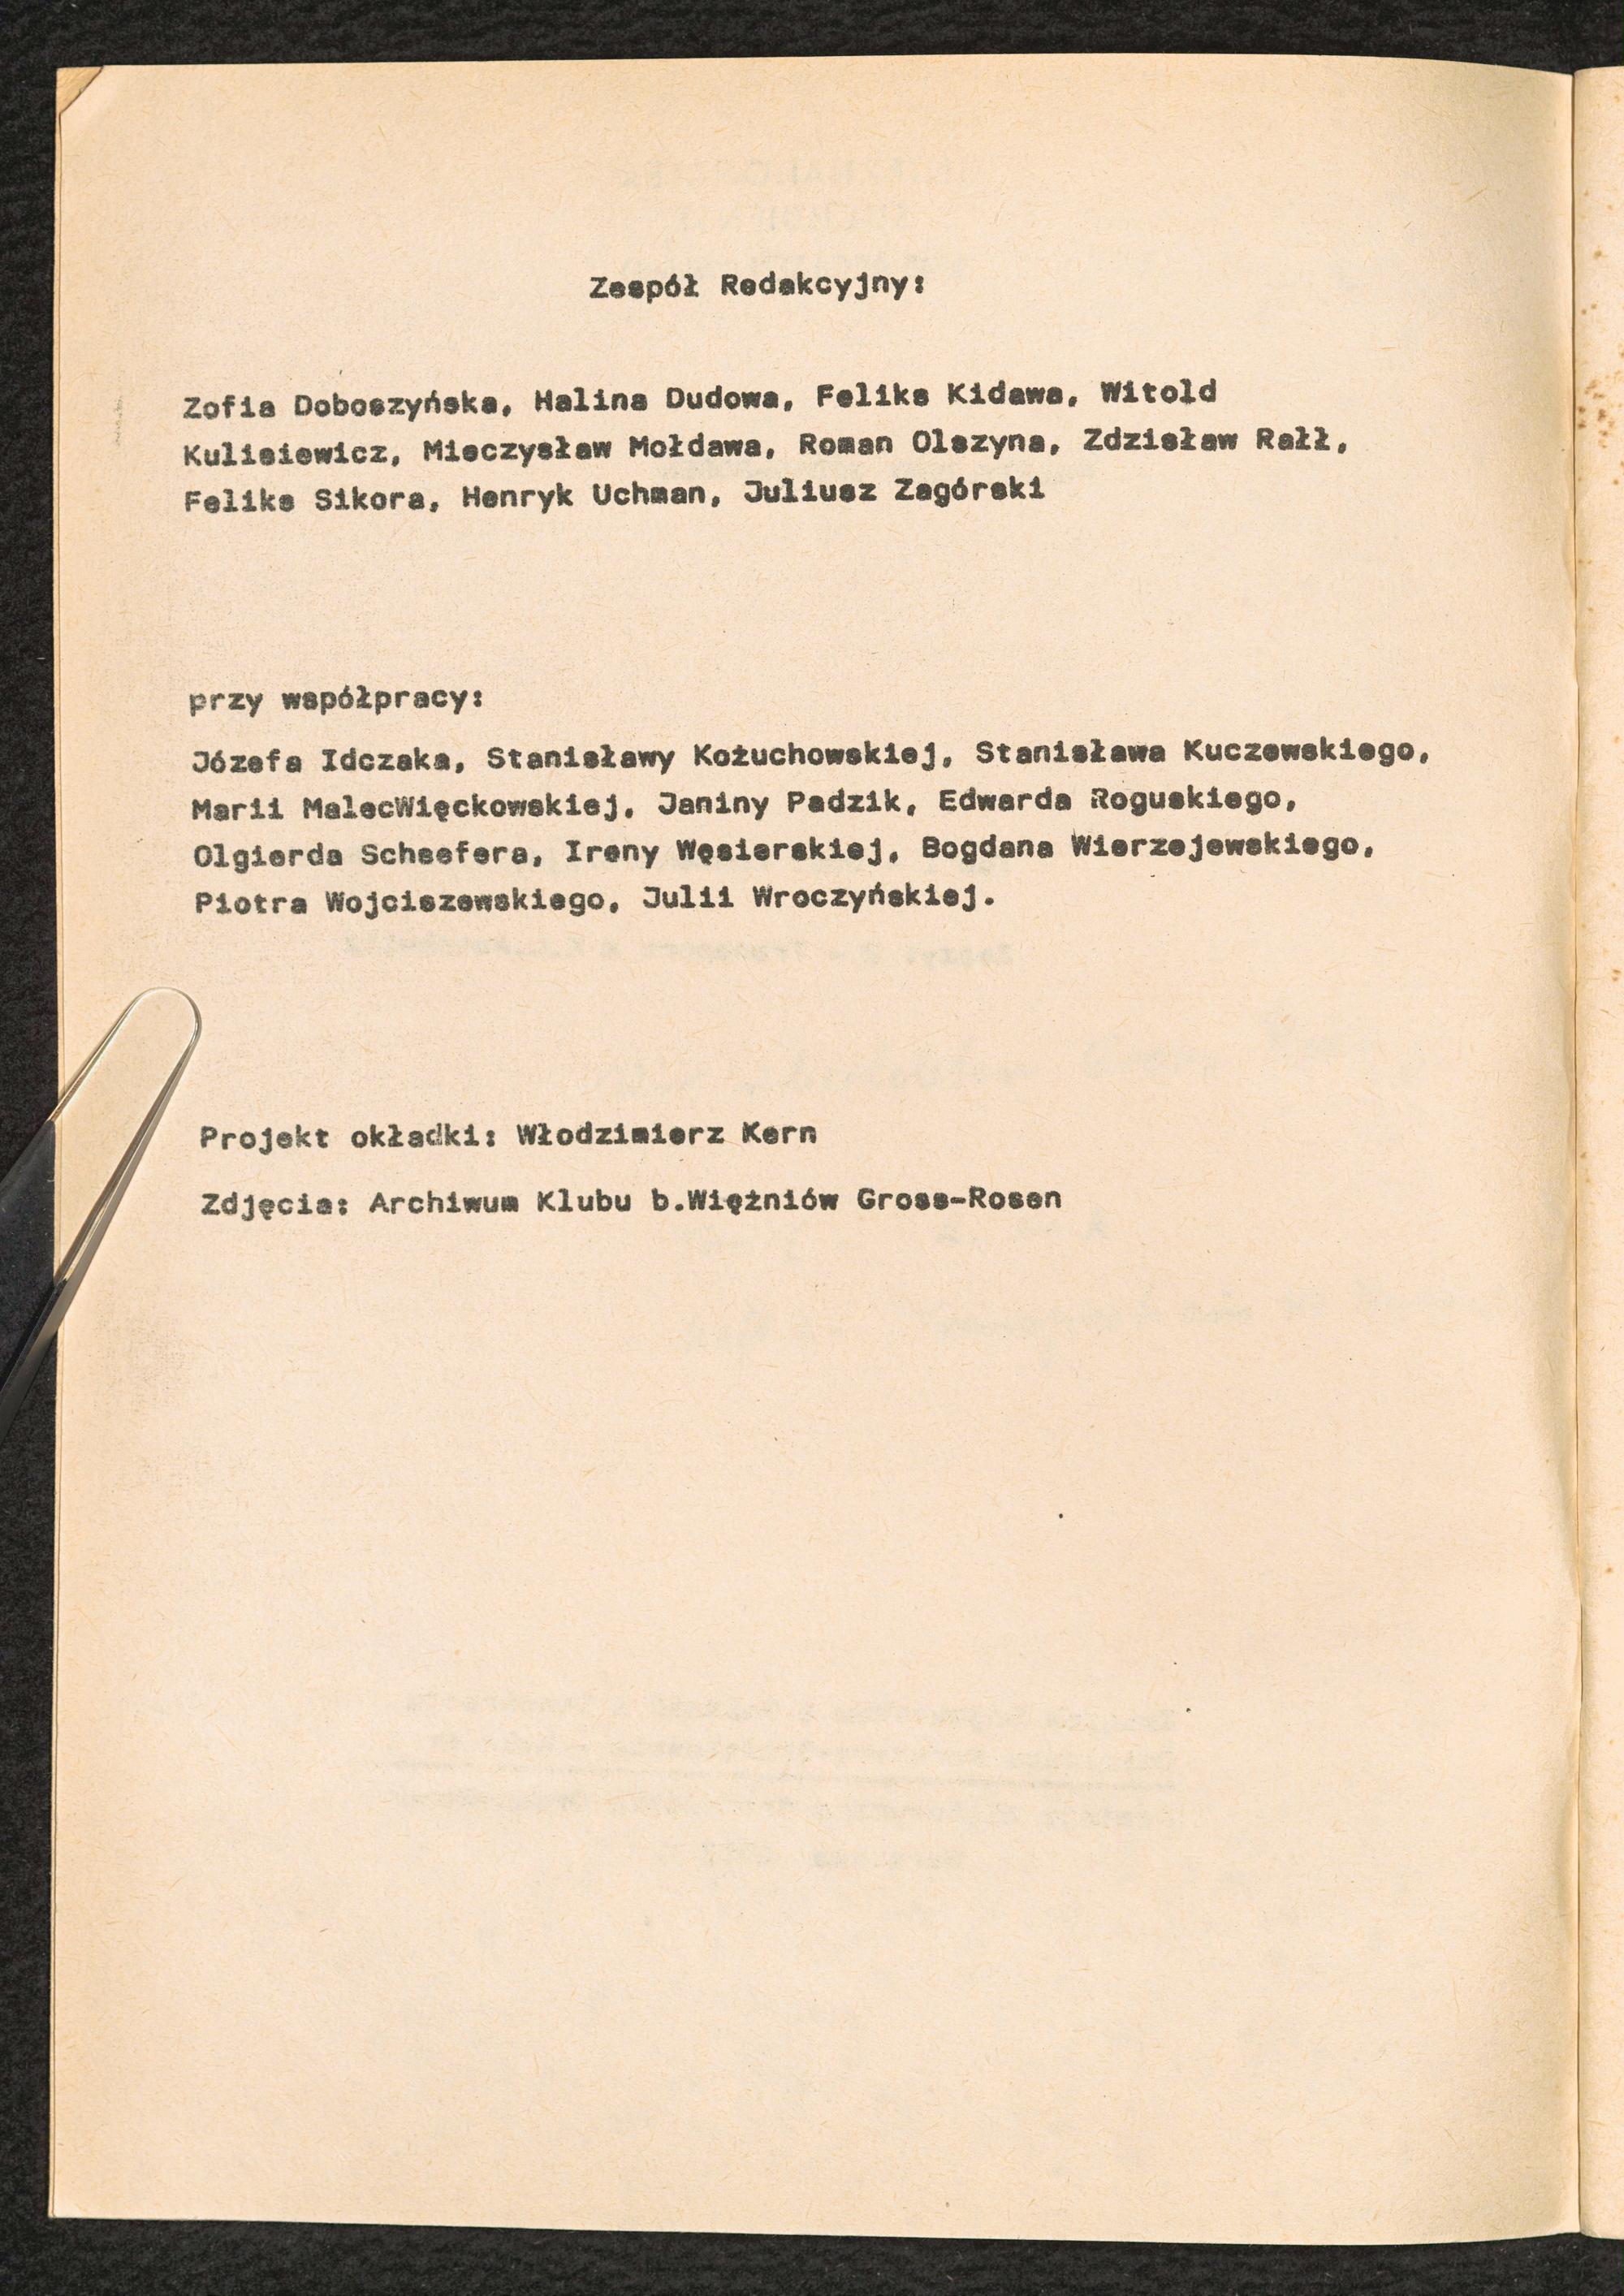 Zespół Redakcyjny:
Zofia Doboszyńska, Halina Dudowa, Feliks Kidawa, Witold
Kulisiewicz, Mieczysław Mołdawa, Roman Olszyna, Zdzisław Rałł,
Feliks Sikora, Henryk Uchman, Juliusz Zagórski
przy współpracy:
Józefa Idczaka, Stanisławy Kożuchowskiej, Stanisława Kuczewskiego,
Marii MalecWięckowskiej, Janiny Padzik, Edwarda Roguskiego,
Olgierda Scheefera, Ireny Węsierskiej, Bogdana Wierzejewskiego,
Piotra Wojciszewskiego, Julii Wroczyńskiej.
Projekt okładki: Włodzimierz Kern
Zdjęcia: Archiwum Klubu b.Więźniów Gross-Rosen